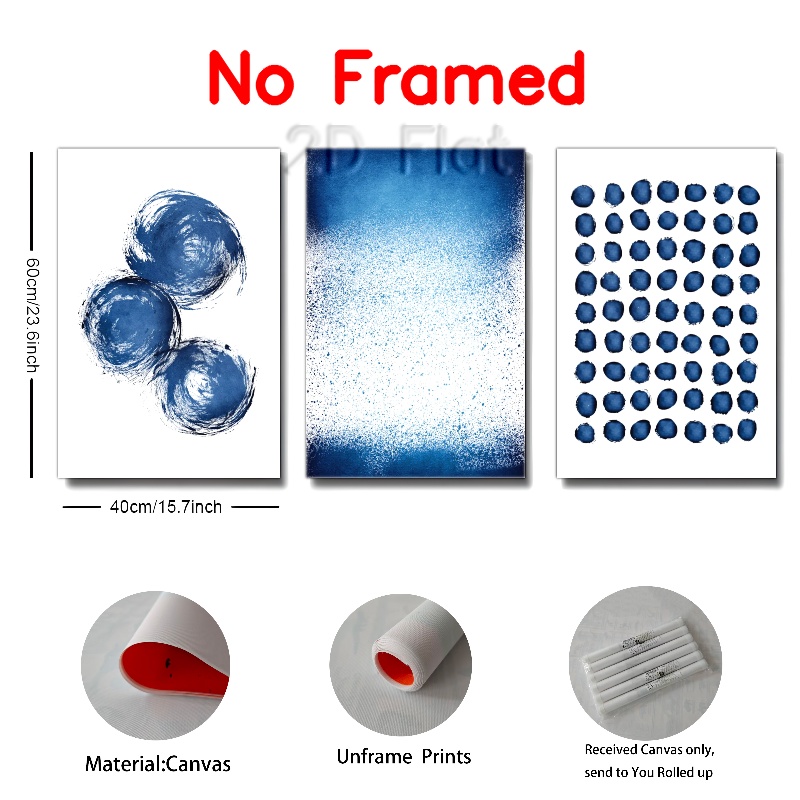 No Framed
2D Flat
60cm/23.6inch
40cm/15.7inch
Material:Canvas
Unframe Prints
Received Canvas only,
send to You Rolled up